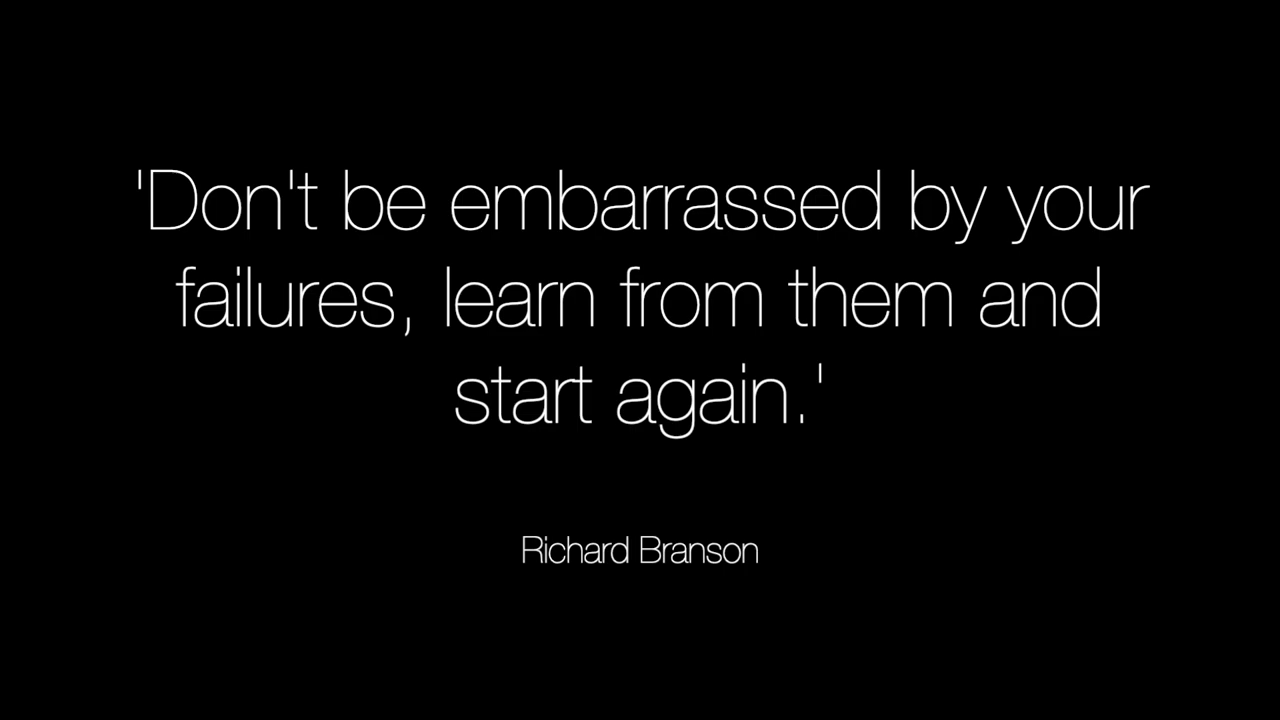 'Don't be embarrassed by your
failures, learn from them and
start again.'
Richard Branson